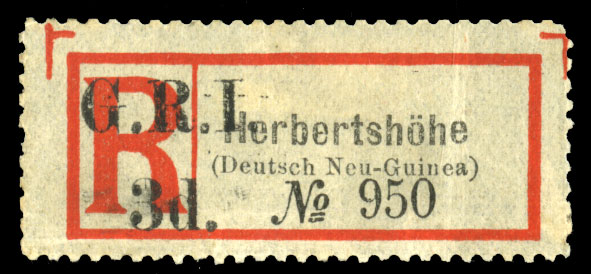 R
G.R.I.
Herbertshöhe
(Deutsch Neu-Guinea)
3d.
№ 950